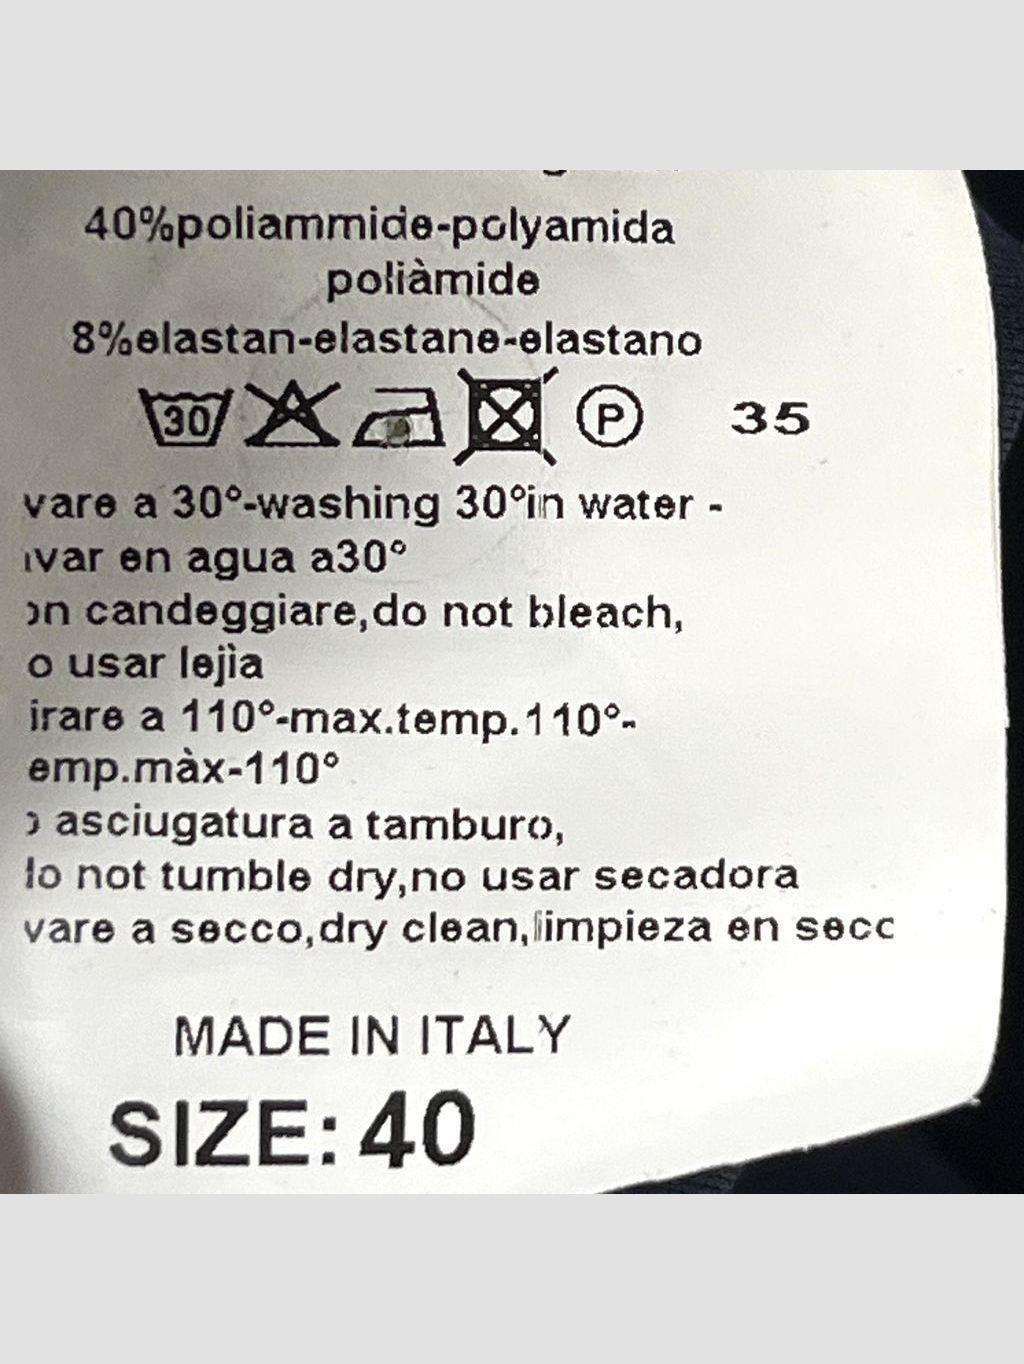 40%poliammide-polyamida
poliàmide
8%elastan-elastane-elastano
30 P 35
vare a 30°-washing 30°in water -
var en agua a30°
on candeggiare,do not bleach,
o usar lejìa
irare a 110°-max.temp.110°-
emp.màx-110°
o asciugatura a tamburo,
do not tumble dry,no usar secadora
vare a secco,dry clean,limpieza en secc
MADE IN ITALY
SIZE: 40